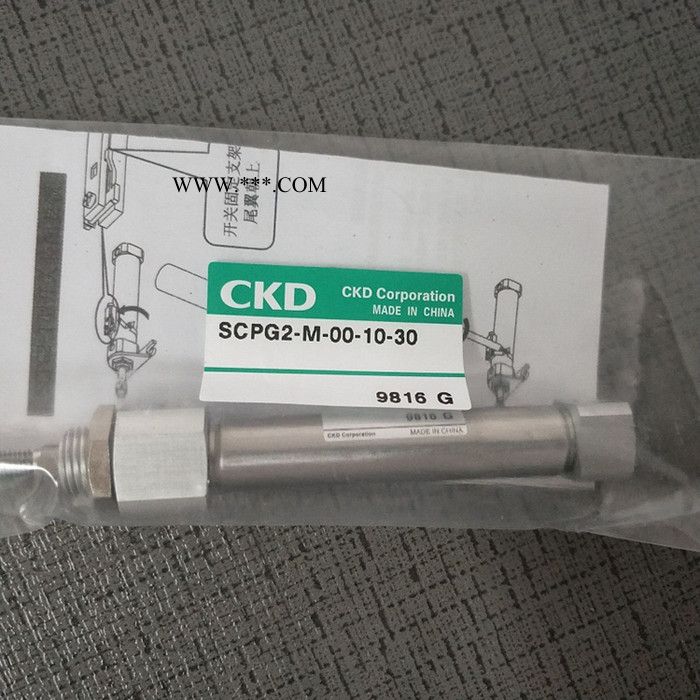 开关固定支架
尾翼朝上
WWW.***.COM
CKD
CKD Corporation
MADE IN CHINA
SCPG2-M-00-10-30
9816 G
9816 G
CKD Corporation
MADE IN CHINA